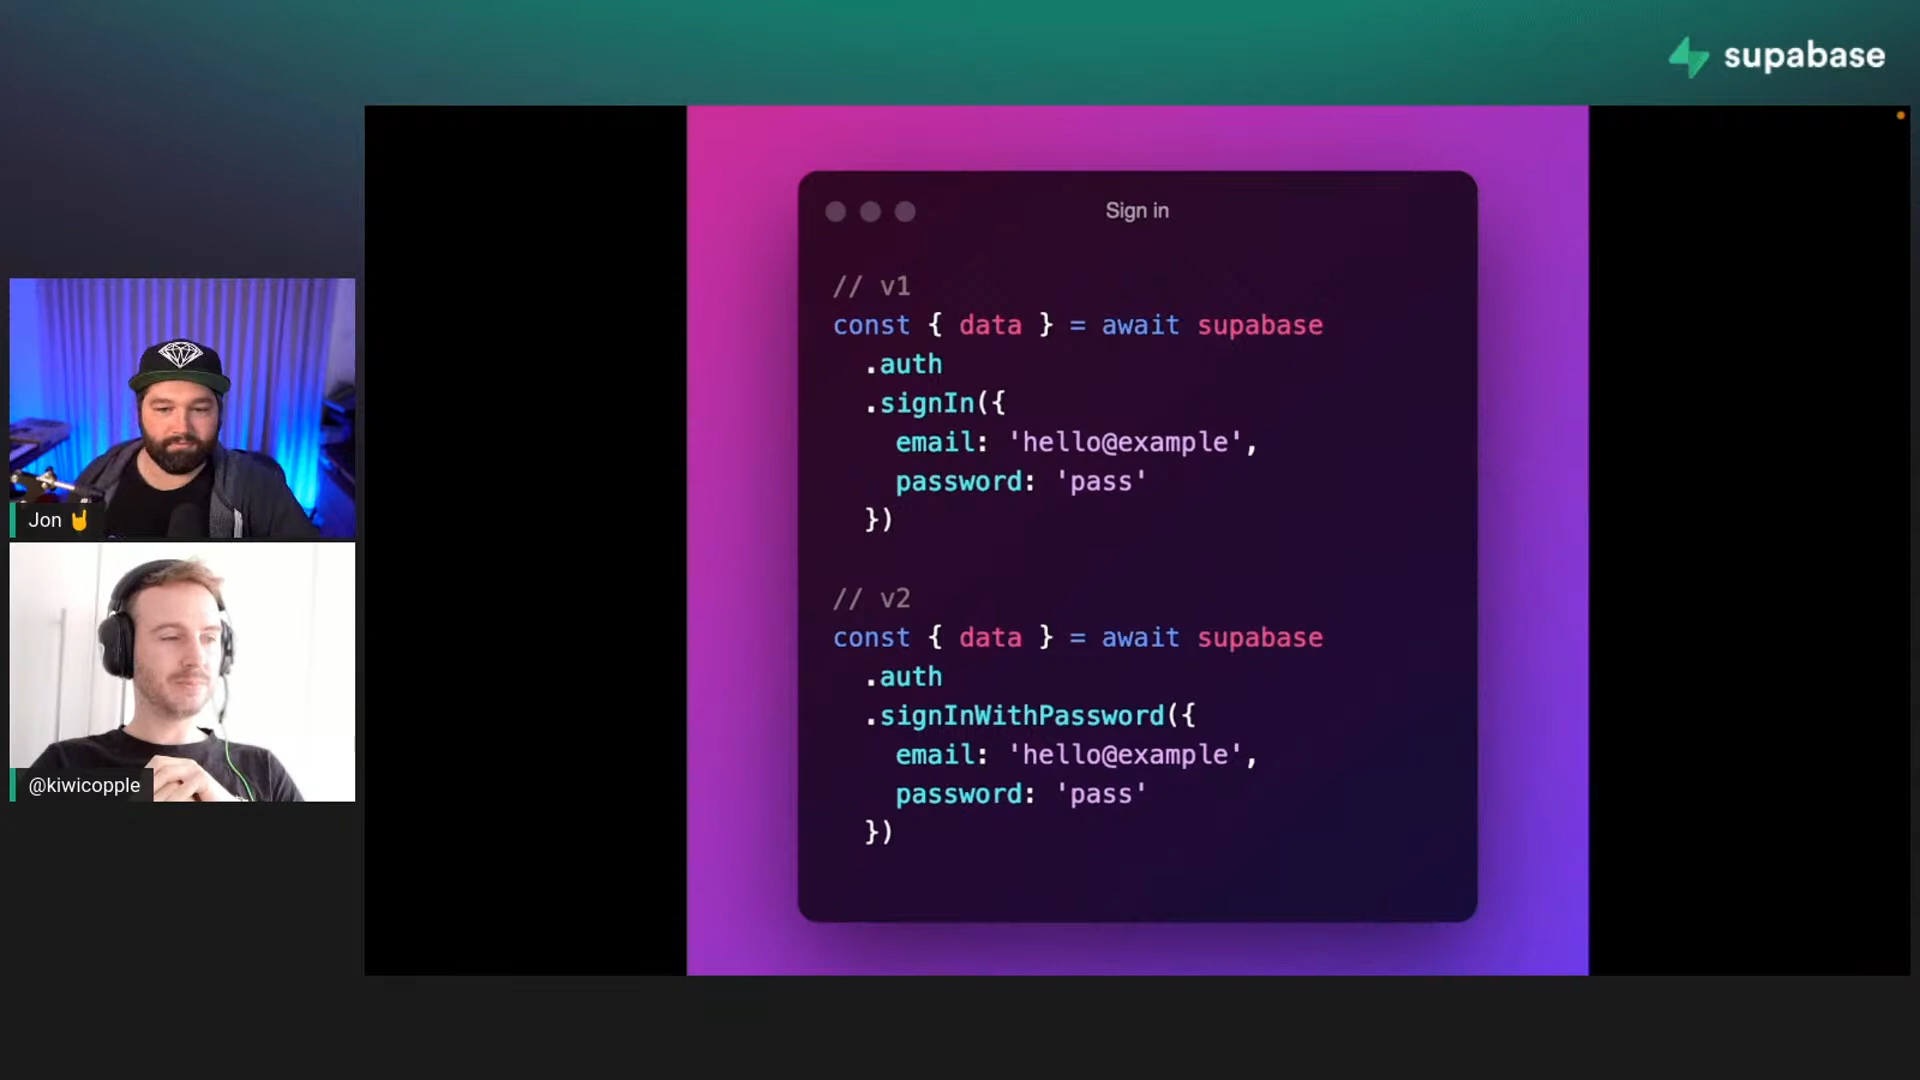 supabase
Sign in
// v1
const { data } = await supabase
.auth
.signIn({
email: 'hello@example',
password: 'pass'
})
// v2
const { data } = await supabase
.auth
.signInWithPassword({
email: 'hello@example',
password: 'pass'
})
Jon 🤘
@kiwicopple